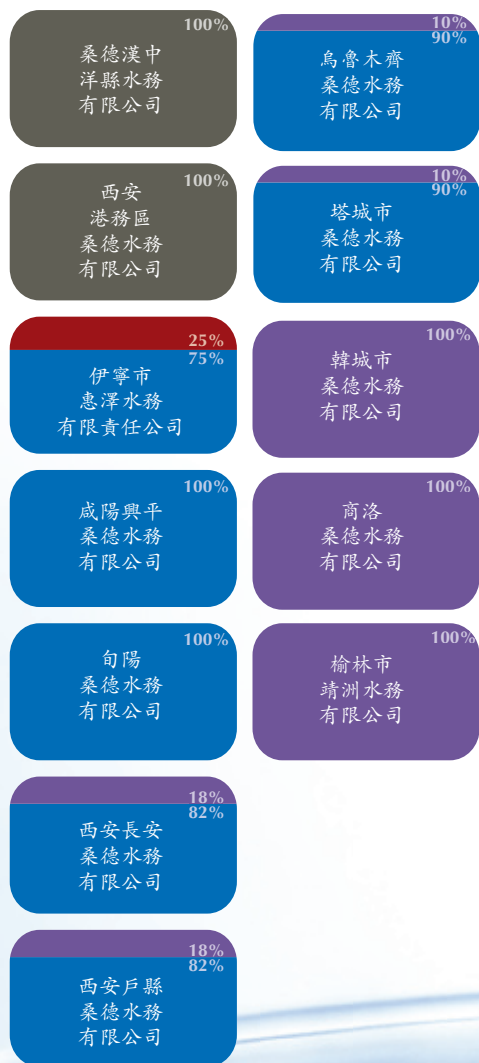 100%
桑德漢中
洋縣水務
有限公司
100%
西安
港務區
桑德水務
有限公司
25%
75%
伊寧市
惠澤水務
有限責任公司
100%
咸陽興平
桑德水務
有限公司
100%
旬陽
桑德水務
有限公司
18%
82%
西安長安
桑德水務
有限公司
18%
82%
西安戶縣
桑德水務
有限公司
10%
90%
烏魯木齊
桑德水務
有限公司
10%
90%
塔城市
桑德水務
有限公司
100%
韓城市
桑德水務
有限公司
100%
商洛
桑德水務
有限公司
100%
榆林市
靖洲水務
有限公司